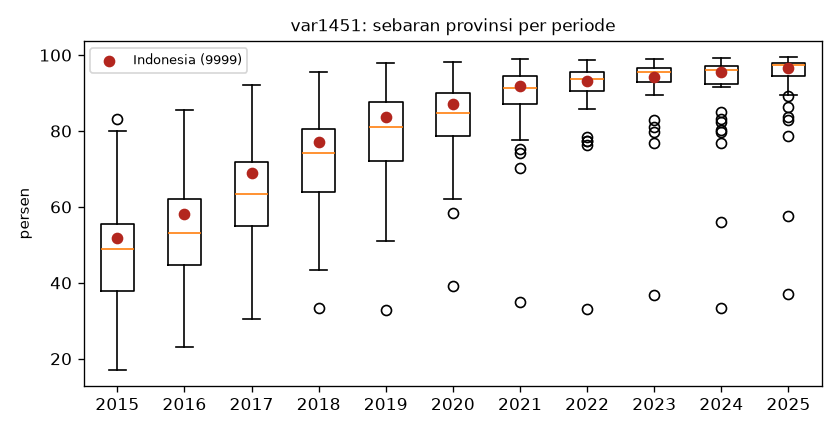 var1451: sebaran provinsi per periode
Indonesia (9999)
persen
100
80
60
40
20
2015 2016 2017 2018 2019 2020 2021 2022 2023 2024 2025